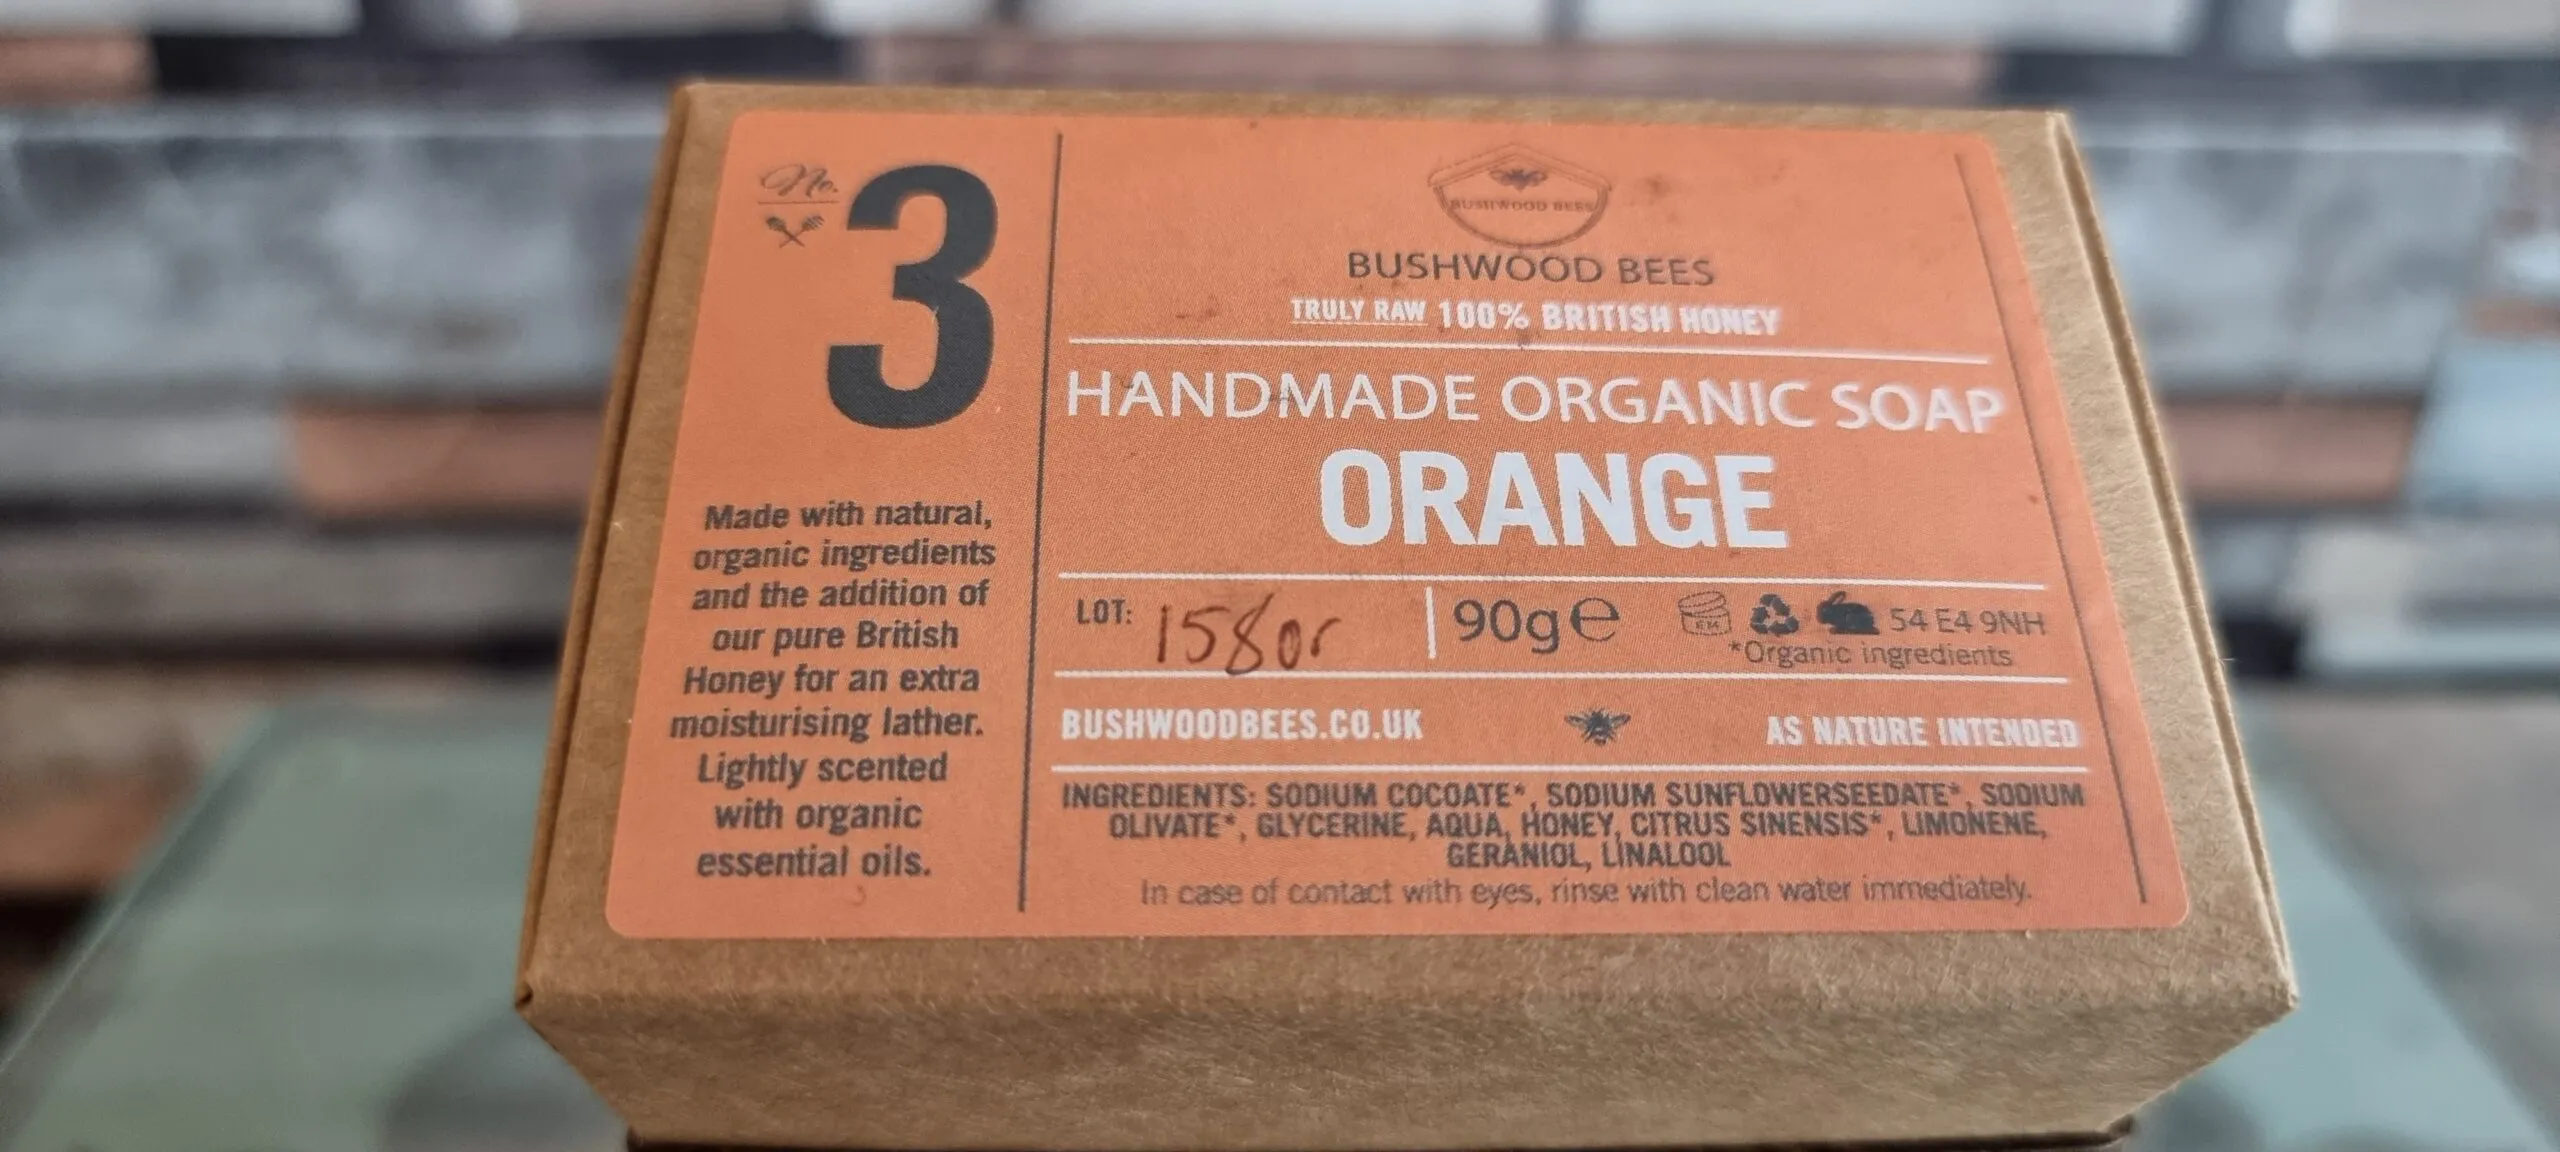 No.
3
Made with natural,
organic ingredients
and the addition of
our pure British
Honey for an extra
moisturising lather.
Lightly scented
with organic
essential oils.
BUSHWOOD BEES
BUSHWOOD BEES
TRULY RAW 100% BRITISH HONEY
HANDMADE ORGANIC SOAP
ORANGE
LOT: 158or
90g℮
54 E4 9NH
*Organic ingredients
BUSHWOODBEES.CO.UK
AS NATURE INTENDED
INGREDIENTS: SODIUM COCOATE*, SODIUM SUNFLOWERSEEDATE*, SODIUM
OLIVATE*, GLYCERINE, AQUA, HONEY, CITRUS SINENSIS*, LIMONENE,
GERANIOL, LINALOOL
In case of contact with eyes, rinse with clean water immediately.